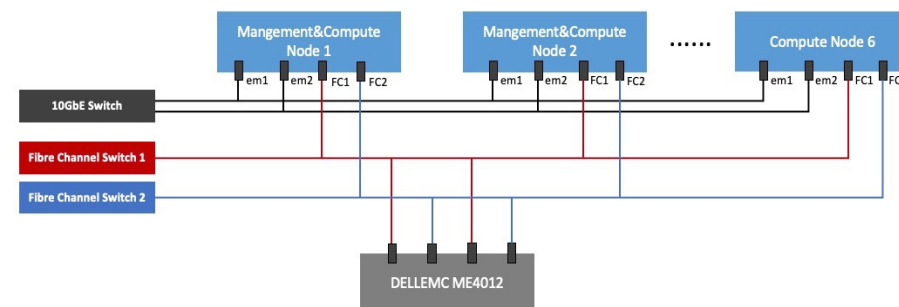 Mangement&Compute
Node 1
Mangement&Compute
Node 2
......
Compute Node 6
em1
em2
FC1
FC2
em1
em2
FC1
FC2
em1
em2
FC1
FC
10GbE Switch
Fibre Channel Switch 1
Fibre Channel Switch 2
DELLEMC ME4012